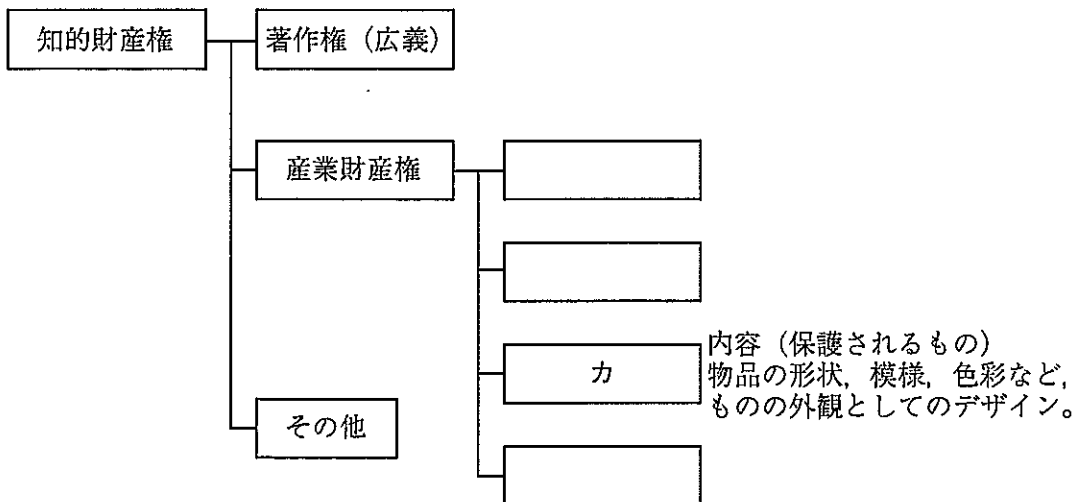 知的財産権
著作権（広義）
産業財産権
カ
内容（保護されるもの）
物品の形状，模様，色彩など，
ものの外観としてのデザイン。
その他